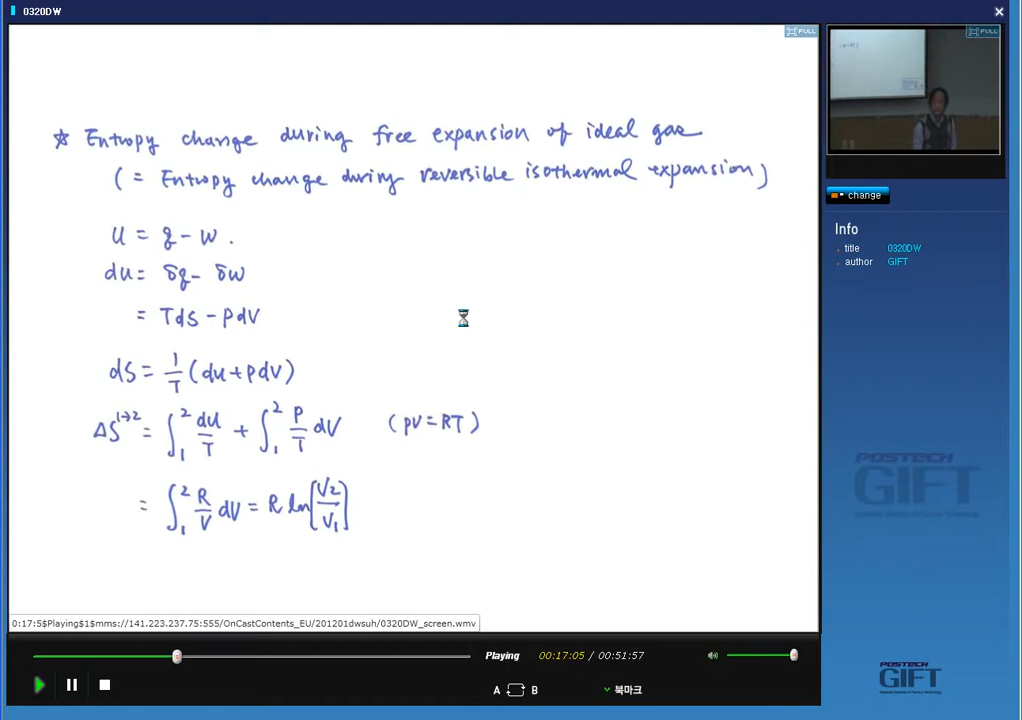 0320DW
FULL
FULL
☆ Entropy change during free expansion of ideal gas
( = Entropy change during reversible isothermal expansion )
U = q - w .
dU = δq - δw
= TdS - PdV
dS = 1/T (dU + PdV)
ΔS^1→2 = ∫₁² dU/T + ∫₁² P/T dV (PV = RT)
= ∫₁² R/V dV = R ln[V₂/V₁]
change
Info
title 0320DW
author GIFT
POSTECH
GIFT
0:17:5$Playing$1$mms://141.223.237.75:555/OnCastContents_EU/201201dwsuh/0320DW_screen.wmv
Playing 00:17:05 / 00:51:57
A B 북마크
POSTECH
GIFT